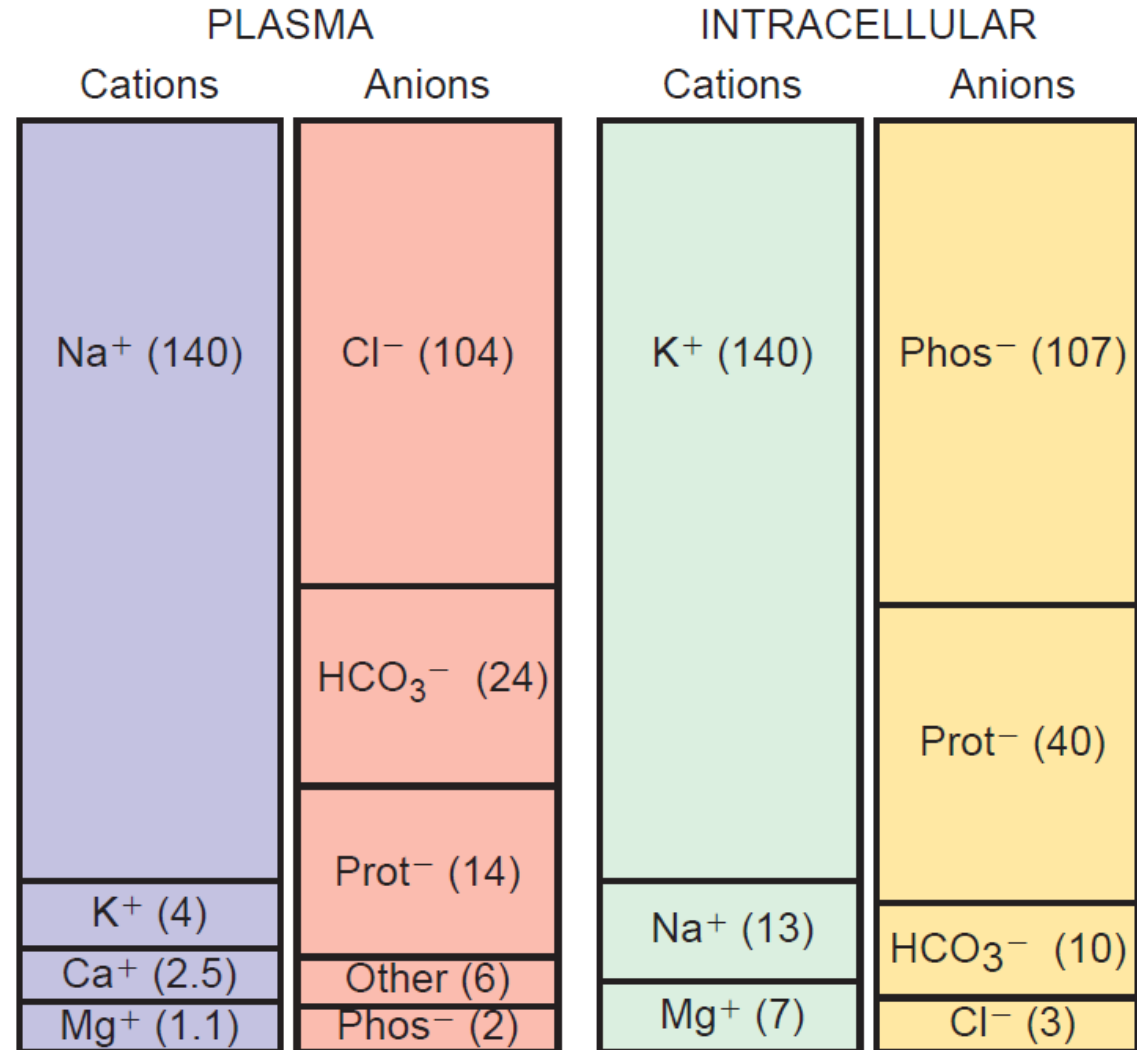 PLASMA
Cations
Anions
Na⁺ (140)
K⁺ (4)
Ca⁺ (2.5)
Mg⁺ (1.1)
Cl⁻ (104)
HCO₃⁻ (24)
Prot⁻ (14)
Other (6)
Phos⁻ (2)
INTRACELLULAR
Cations
Anions
K⁺ (140)
Na⁺ (13)
Mg⁺ (7)
Phos⁻ (107)
Prot⁻ (40)
HCO₃⁻ (10)
Cl⁻ (3)